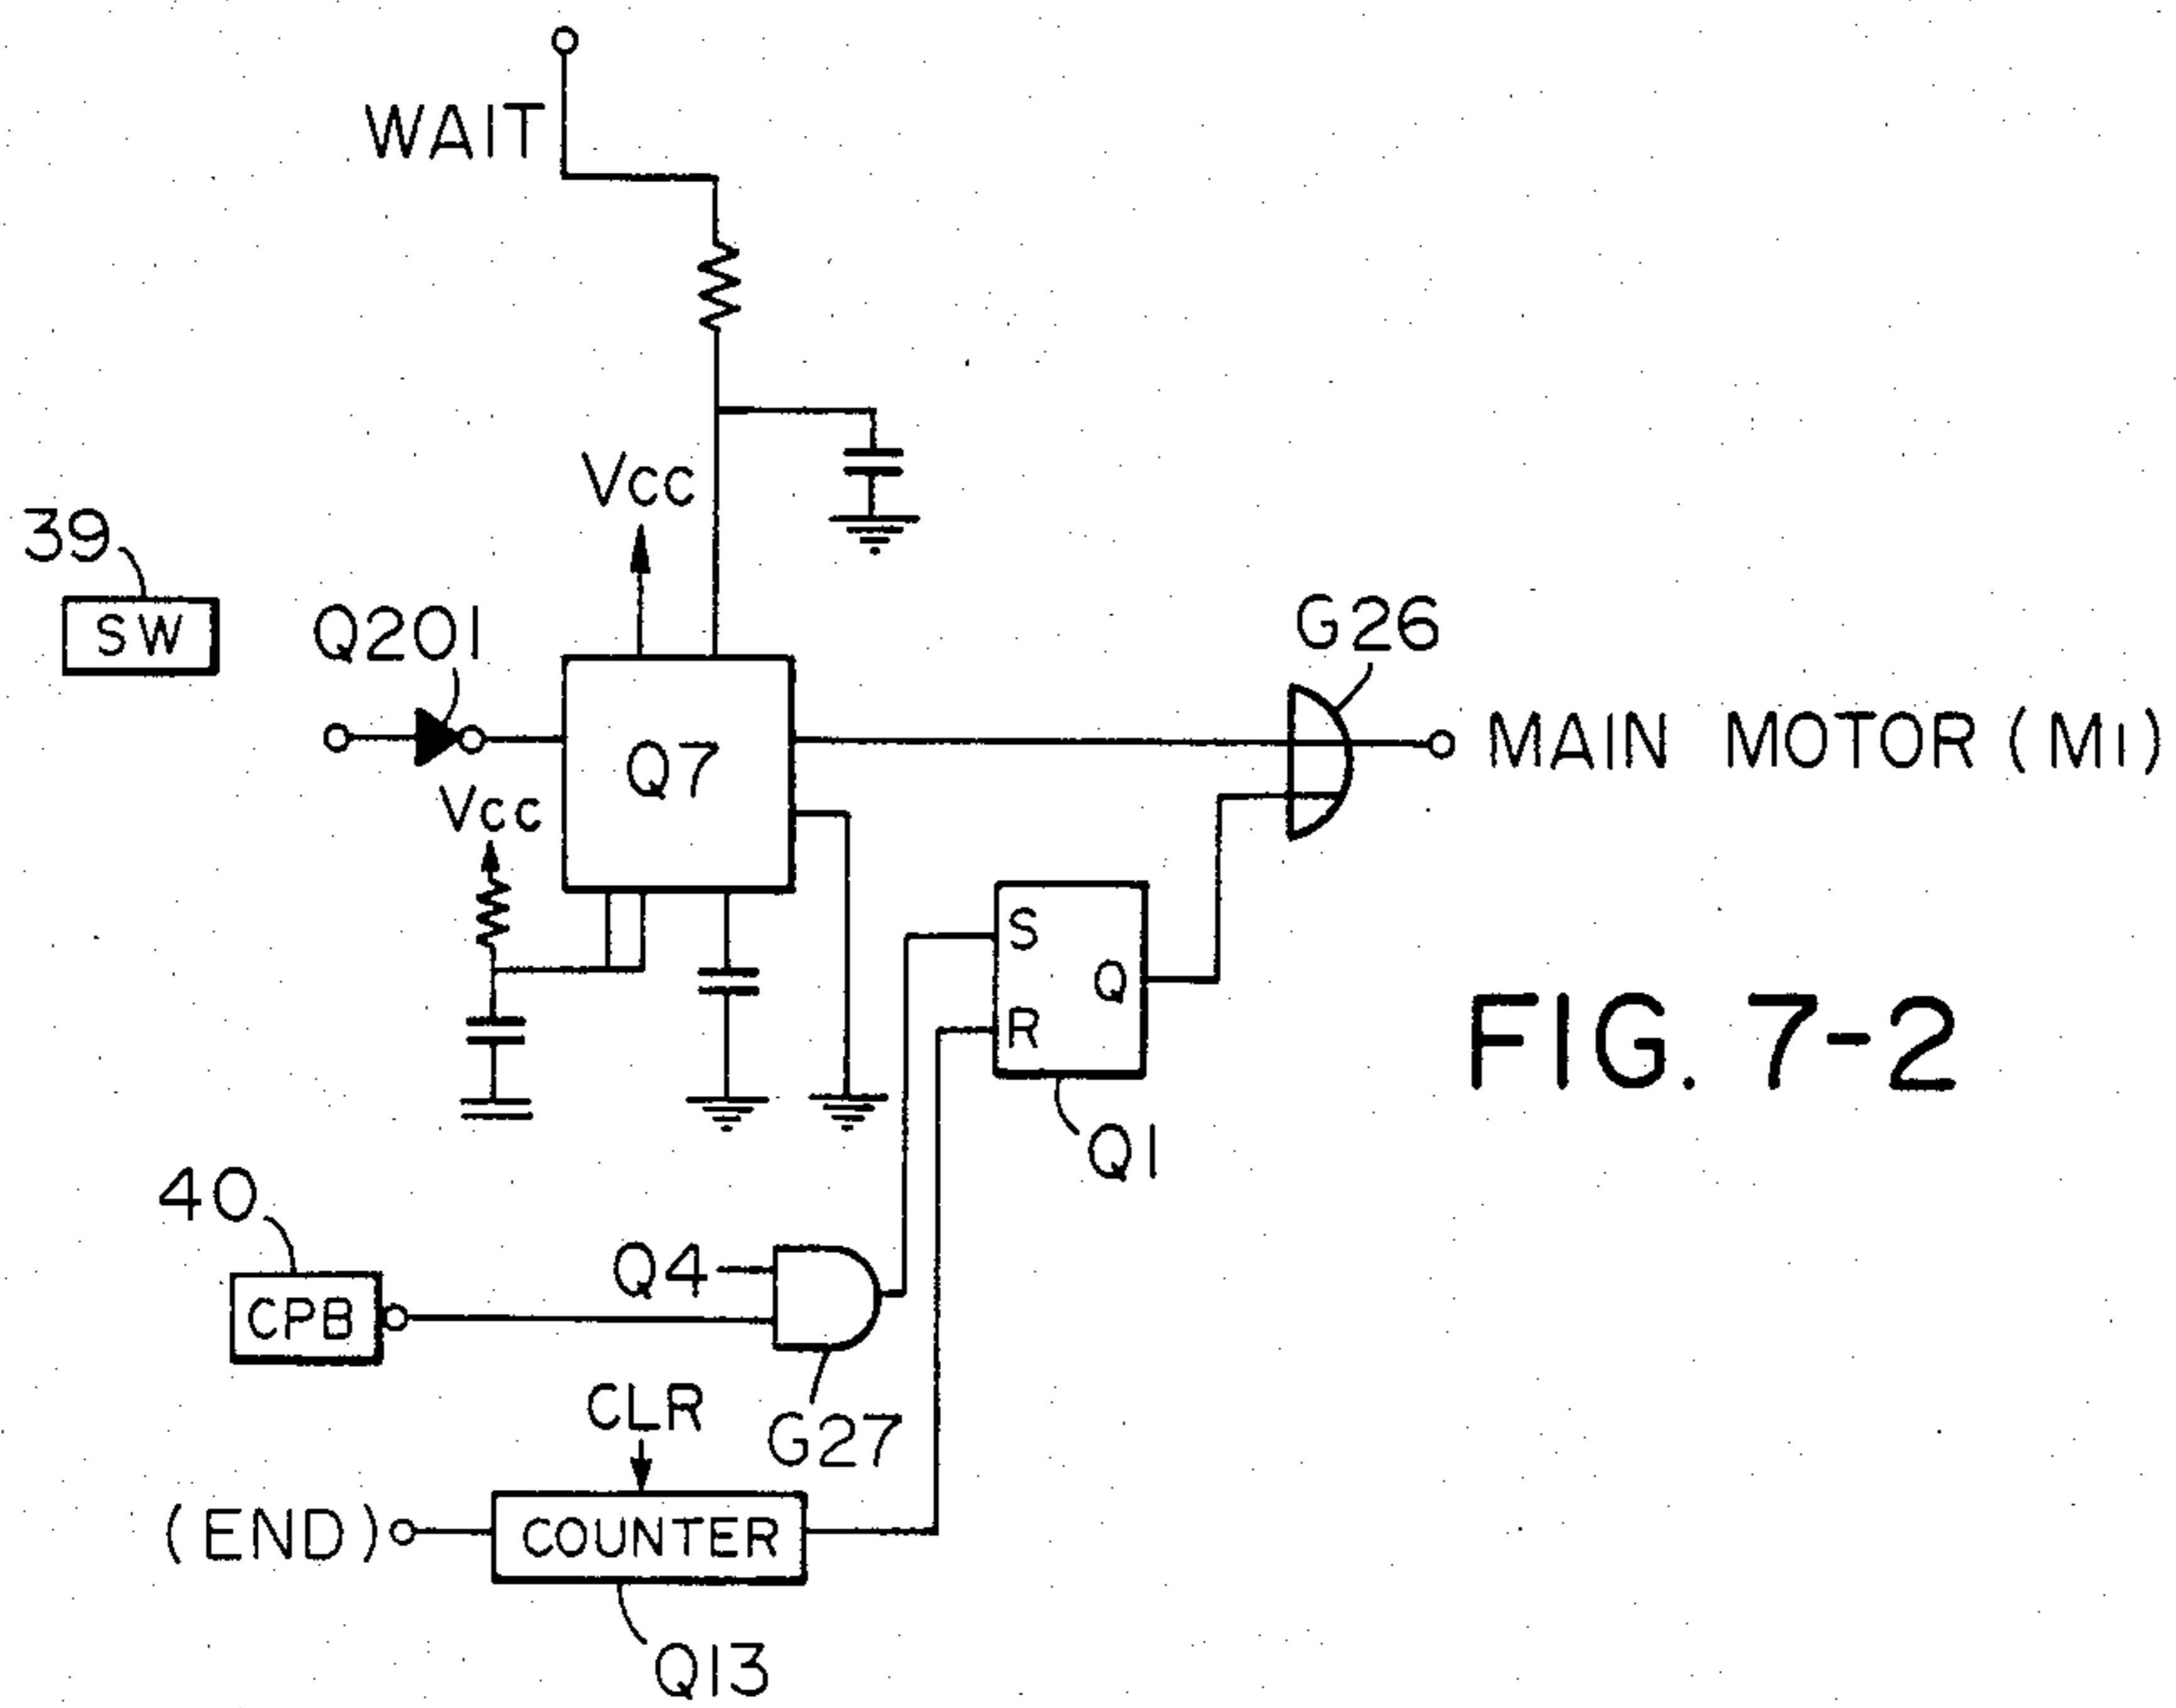 WAIT
Vcc
39
SW
Q201
G26
Q7
MAIN MOTOR (M1)
Vcc
S
Q
R
FIG. 7-2
Q1
40
Q4
CPB
CLR
G27
(END)
COUNTER
Q13